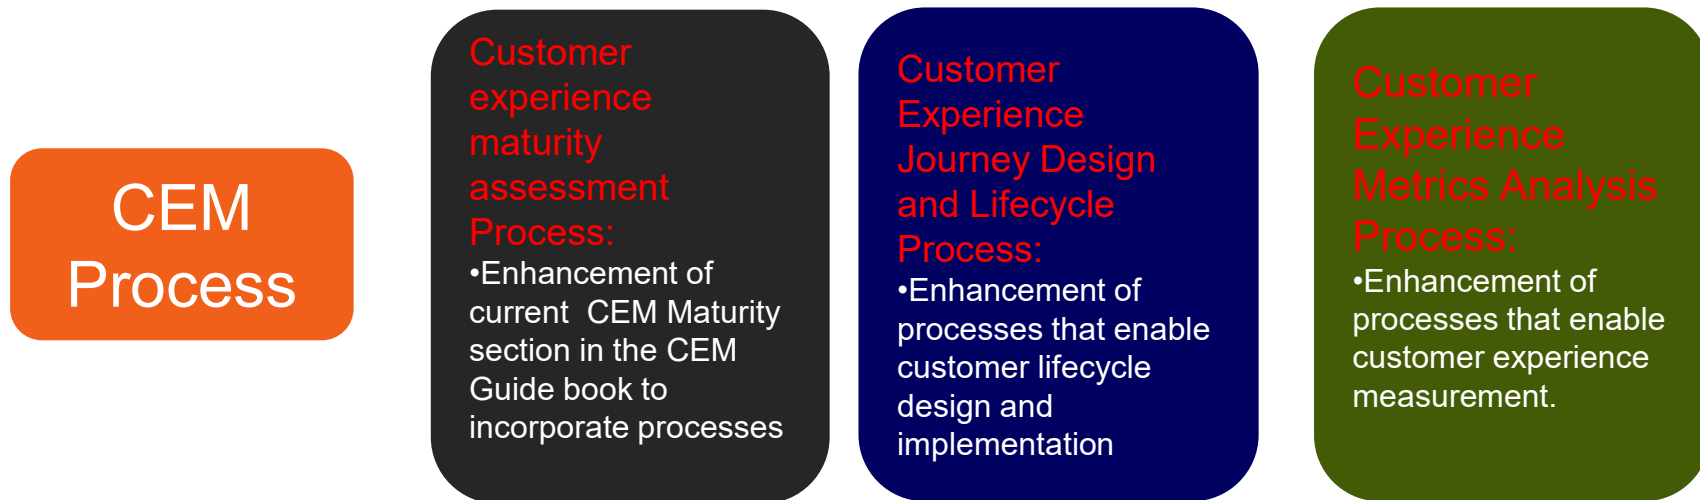 CEM
Process
Customer
experience
maturity
assessment
Process:
•Enhancement of
current  CEM Maturity
section in the CEM
Guide book to
incorporate processes
Customer
Experience
Journey Design
and Lifecycle
Process:
•Enhancement of
processes that enable
customer lifecycle
design and
implementation
Customer
Experience
Metrics Analysis
Process:
•Enhancement of
processes that enable
customer experience
measurement.